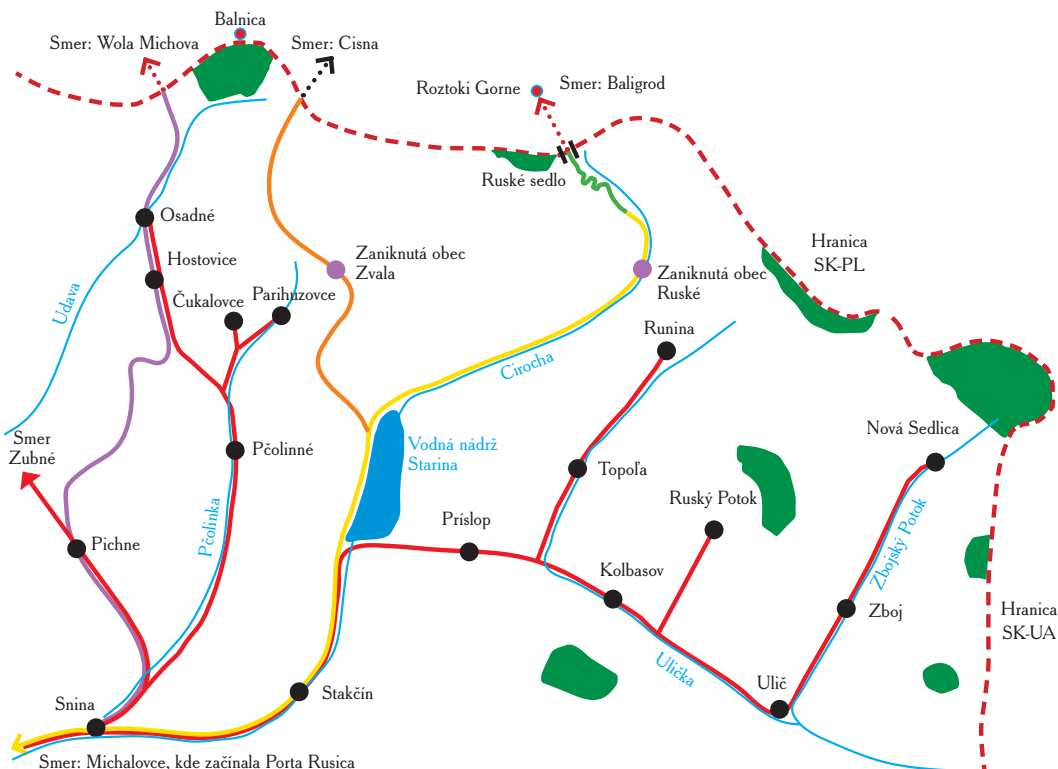 Balnica
Smer: Wola Michova
Smer: Cisna
Roztoki Gorne
Smer: Baligrod
Ruské sedlo
Osadné
Hostovice
Zaniknutá obec
Zvala
Hranica
SK-PL
Zaniknutá obec
Ruské
Udava
Čukalovce
Parihuzovce
Runina
Cirocha
Smer
Zubné
Pčolinné
Vodná nádrž
Starina
Nová Sedlica
Topoľa
Ruský Potok
Príslop
Pčolinka
Pichne
Zbojský Potok
Kolbasov
Zboj
Hranica
SK-UA
Ulička
Ulič
Stakčín
Snina
Smer: Michalovce, kde začínala Porta Rusica